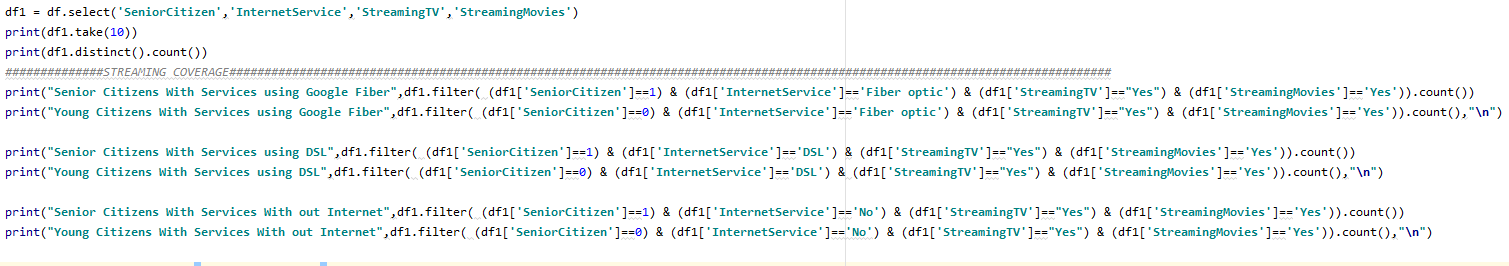 df1 = df.select('SeniorCitizen','InternetService','StreamingTV','StreamingMovies')
print(df1.take(10))
print(df1.distinct().count())
##############STREAMING COVERAGE##############################################################################################################################
print("Senior Citizens With Services using Google Fiber",df1.filter( (df1['SeniorCitizen']==1) & (df1['InternetService']=='Fiber optic') & (df1['StreamingTV']=="Yes") & (df1['StreamingMovies']=='Yes')).count())
print("Young Citizens With Services using Google Fiber",df1.filter( (df1['SeniorCitizen']==0) & (df1['InternetService']=='Fiber optic') & (df1['StreamingTV']=="Yes") & (df1['StreamingMovies']=='Yes')).count(),"\n")
print("Senior Citizens With Services using DSL",df1.filter( (df1['SeniorCitizen']==1) & (df1['InternetService']=='DSL') & (df1['StreamingTV']=="Yes") & (df1['StreamingMovies']=='Yes')).count())
print("Young Citizens With Services using DSL",df1.filter( (df1['SeniorCitizen']==0) & (df1['InternetService']=='DSL') & (df1['StreamingTV']=="Yes") & (df1['StreamingMovies']=='Yes')).count(),"\n")
print("Senior Citizens With Services With out Internet",df1.filter( (df1['SeniorCitizen']==1) & (df1['InternetService']=='No') & (df1['StreamingTV']=="Yes") & (df1['StreamingMovies']=='Yes')).count())
print("Young Citizens With Services With out Internet",df1.filter( (df1['SeniorCitizen']==0) & (df1['InternetService']=='No') & (df1['StreamingTV']=="Yes") & (df1['StreamingMovies']=='Yes')).count(),"\n")